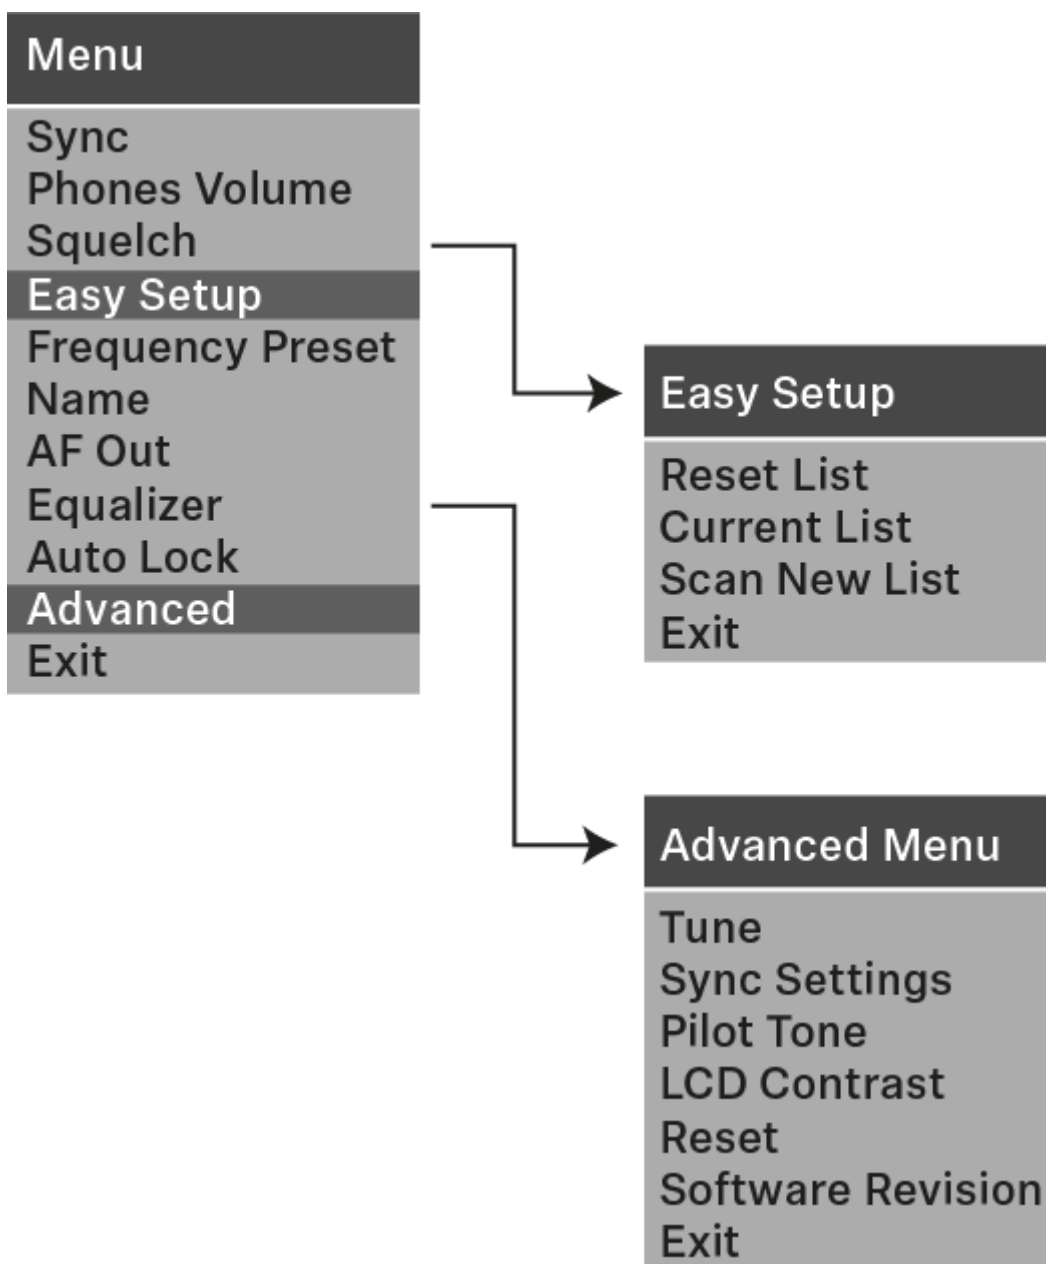 Menu
Sync
Phones Volume
Squelch
Easy Setup
Frequency Preset
Name
AF Out
Equalizer
Auto Lock
Advanced
Exit
Easy Setup
Reset List
Current List
Scan New List
Exit
Advanced Menu
Tune
Sync Settings
Pilot Tone
LCD Contrast
Reset
Software Revision
Exit